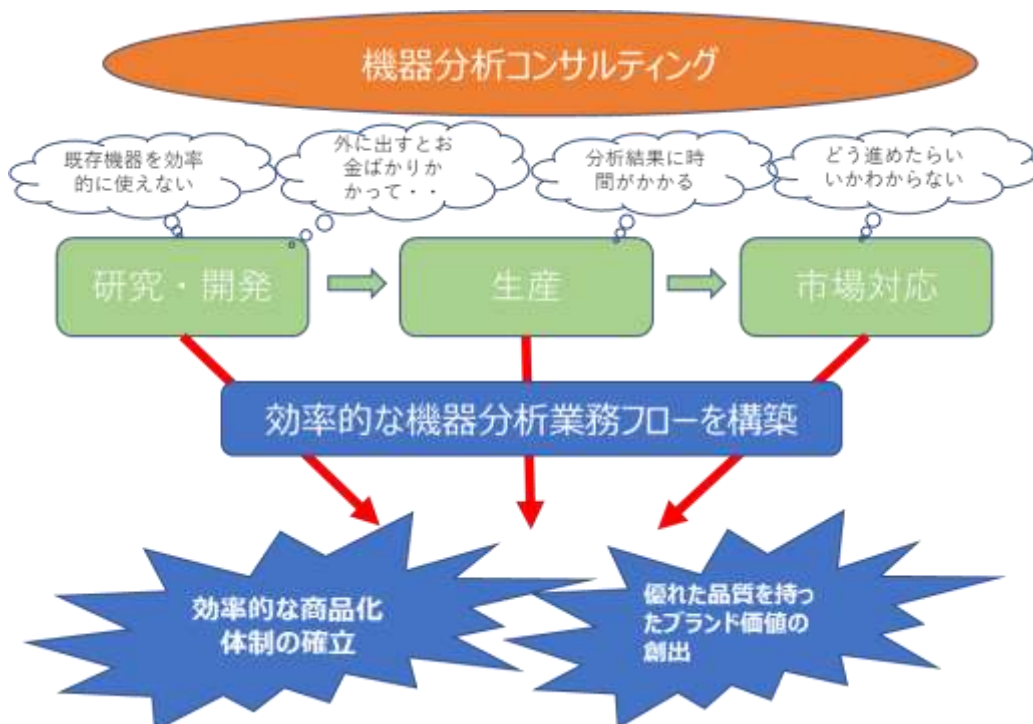 機器分析コンサルティング
既存機器を効率
的に使えない
外に出すとお
金ばかりか
かって・・
分析結果に時
間がかかる
どう進めたらい
いかわからない
研究・開発
生産
市場対応
効率的な機器分析業務フローを構築
効率的な商品化
体制の確立
優れた品質を持っ
たブランド価値の
創出